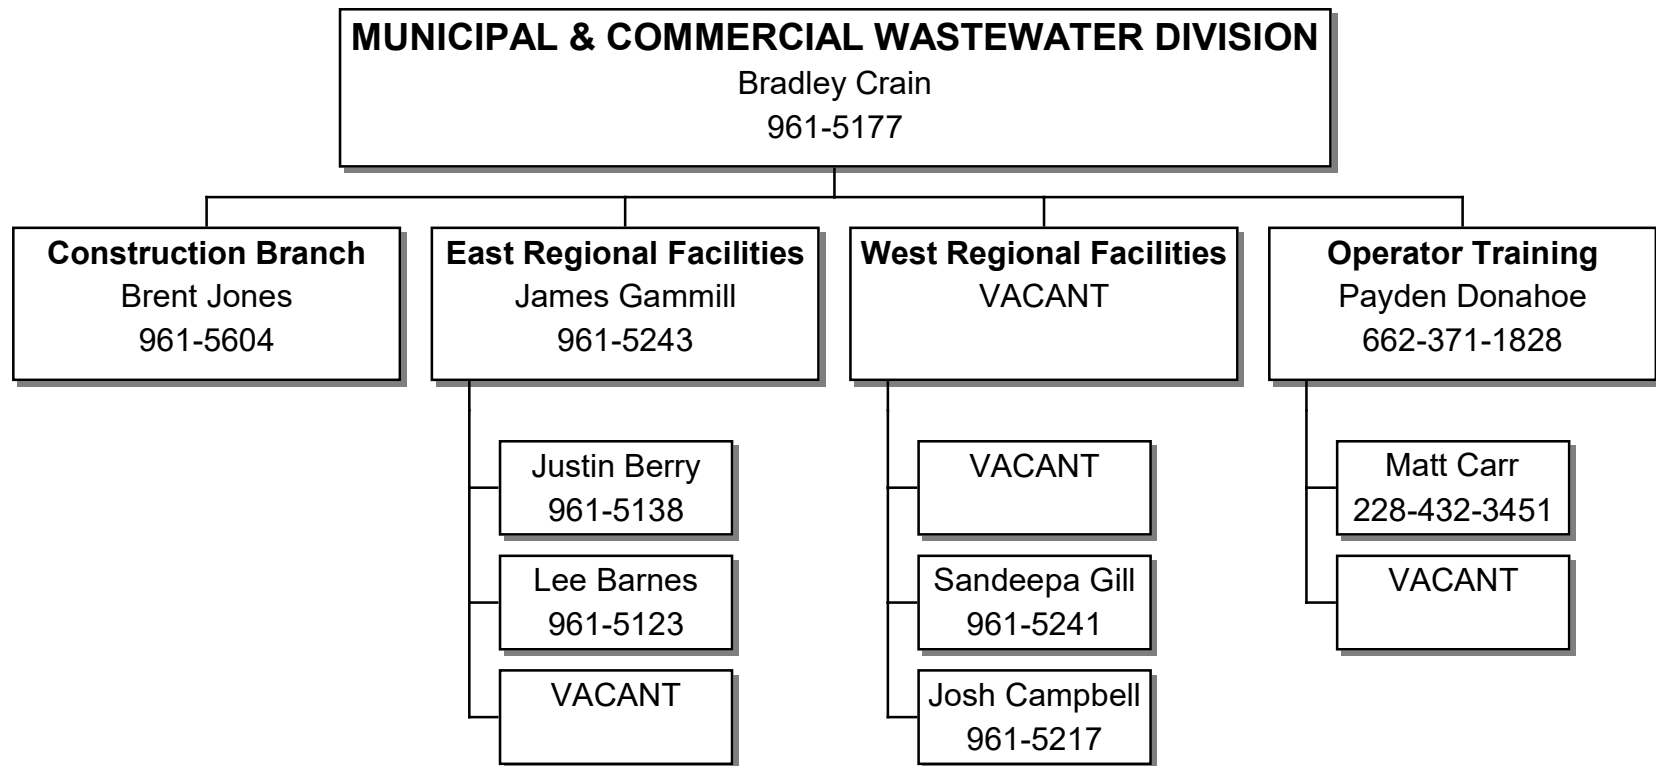 MUNICIPAL & COMMERCIAL WASTEWATER DIVISION
Bradley Crain
961-5177
Construction Branch
Brent Jones
961-5604
East Regional Facilities
James Gammill
961-5243
West Regional Facilities
VACANT
Operator Training
Payden Donahoe
662-371-1828
Justin Berry
961-5138
Lee Barnes
961-5123
VACANT
VACANT
Sandeepa Gill
961-5241
Josh Campbell
961-5217
Matt Carr
228-432-3451
VACANT